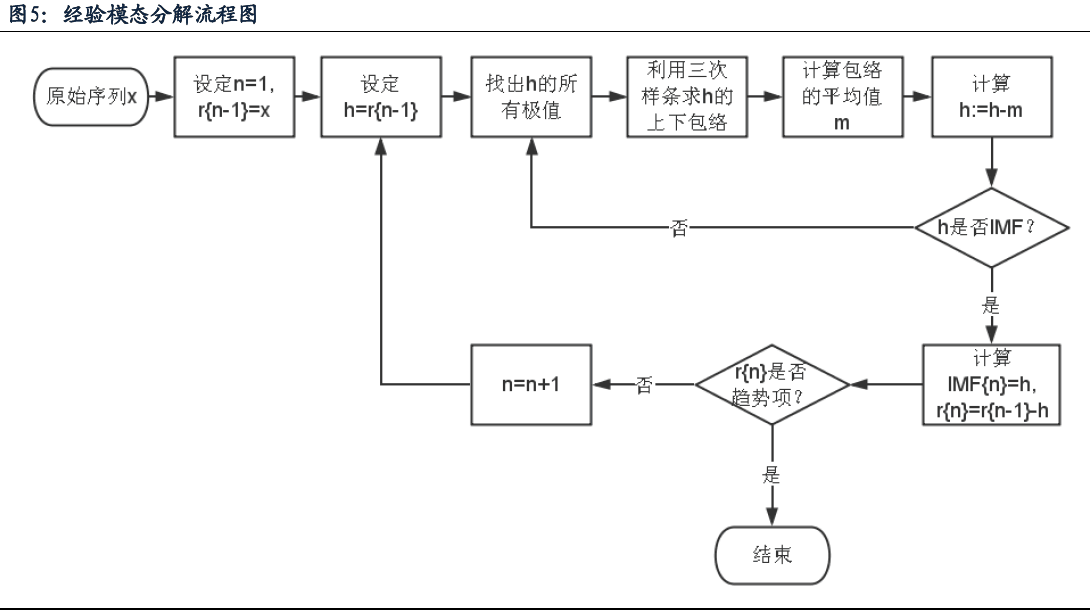 图5：经验模态分解流程图
原始序列x
设定n=1,
r{n-1}=x
设定
h=r{n-1}
找出h的所
有极值
利用三次
样条求h的
上下包络
计算包络
的平均值
m
计算
h:=h-m
h是否IMF？
否
是
计算
IMF{n}=h,
r{n}=r{n-1}-h
r{n}是否
趋势项？
否
n=n+1
是
结束